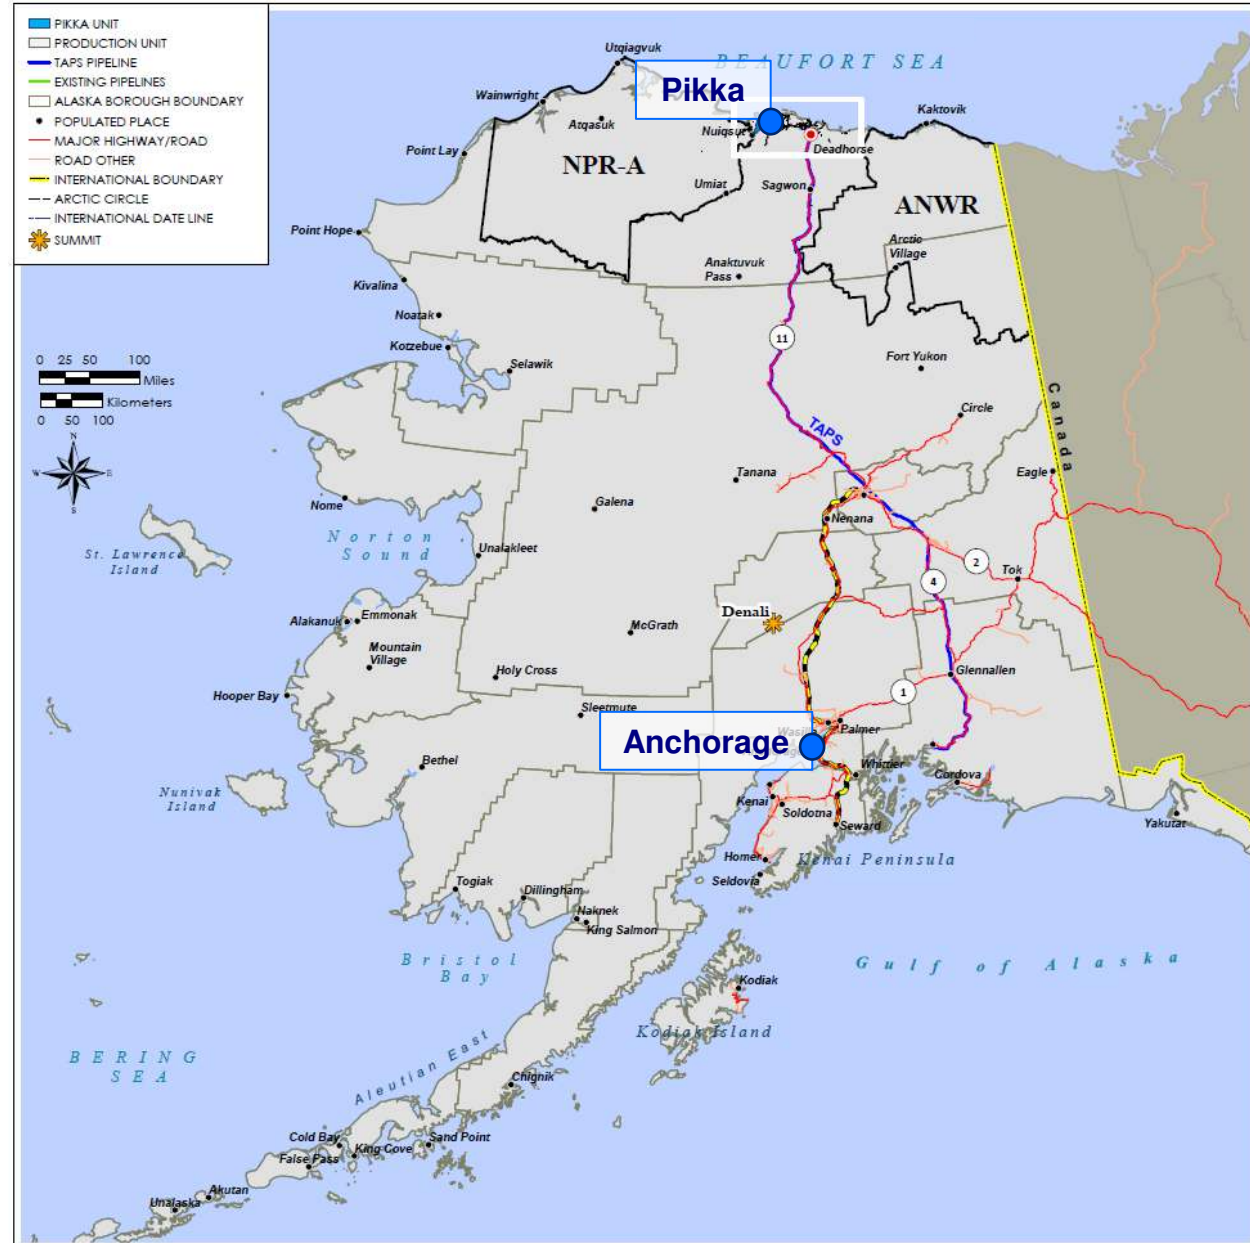 PIKKA UNIT
PRODUCTION UNIT
TAPS PIPELINE
EXISTING PIPELINES
ALASKA BOROUGH BOUNDARY
POPULATED PLACE
MAJOR HIGHWAY/ROAD
ROAD OTHER
INTERNATIONAL BOUNDARY
ARCTIC CIRCLE
INTERNATIONAL DATE LINE
SUMMIT
BEAUFORT SEA
Utqiagvuk
Pikka
Wainwright
Atqasuk
Kaktovik
Nuiqsut
Deadhorse
Point Lay
NPR-A
Umiat
Sagwon
ANWR
Point Hope
Arctic
Village
Anaktuvuk
Pass
Kivalina
Noatak
Kotzebue
11
Selawik
Fort Yukon
0 25 50 100
Miles
Kilometers
0 50 100
Canada
Circle
TAPS
N
W E
S
Tanana
Eagle
Nome
Galena
Nenana
Norton
Sound
St. Lawrence
Island
Unalakleet
2
Tok
4
Alakanuk
Emmonak
Denali
McGrath
Mountain
Village
Holy Cross
Glennallen
Hooper Bay
1
Sleetmute
Palmer
Anchorage
Bethel
Whittier
Cordova
Nunivak
Island
Kenai
Soldotna
Seward
Yakutat
Homer
Kenai Peninsula
Seldovia
Togiak
Dillingham
Naknek
King Salmon
Bristol
Bay
Gulf of Alaska
Kodiak
Kodiak Island
BERING
SEA
Aleutian East
Chignik
Cold Bay
Sand Point
King Cove
False Pass
Akutan
Unalaska